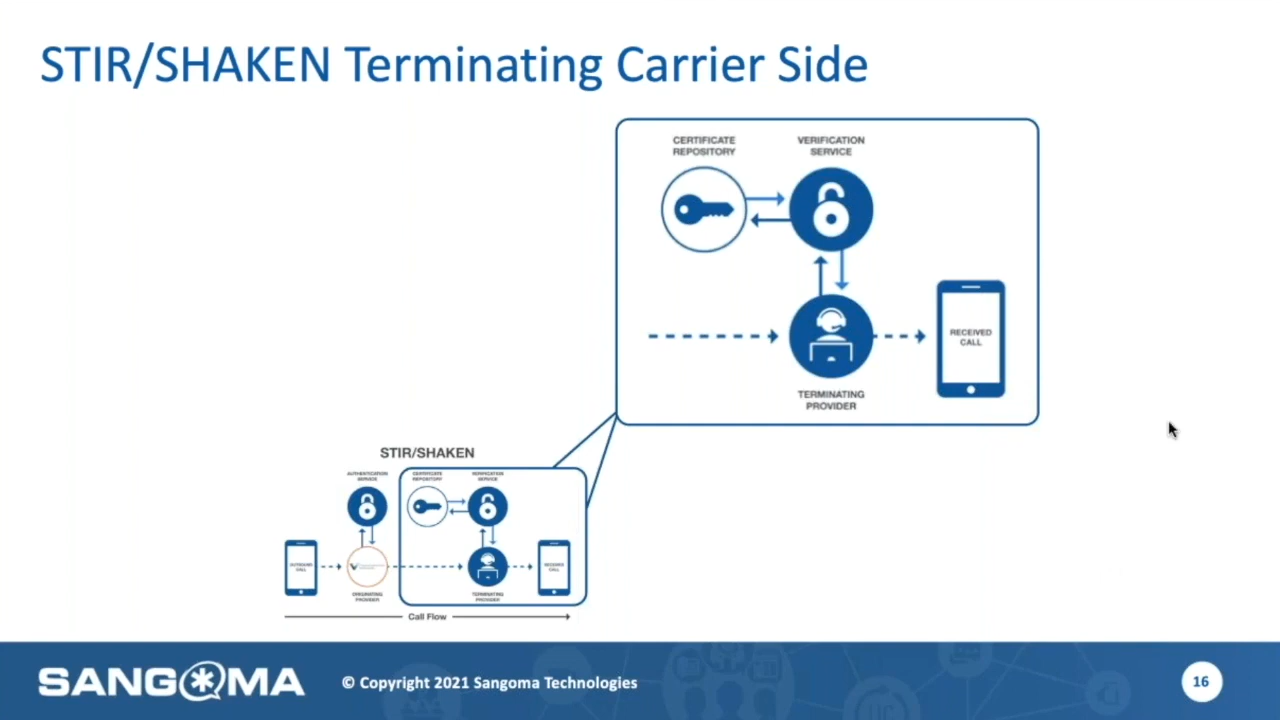 STIR/SHAKEN Terminating Carrier Side
CERTIFICATE
REPOSITORY
VERIFICATION
SERVICE
RECEIVED
CALL
TERMINATING
PROVIDER
STIR/SHAKEN
AUTHENTICATION
SERVICE
CERTIFICATE
REPOSITORY
VERIFICATION
SERVICE
CALL
RECEIVED
CALL
ORIGINATING
PROVIDER
TERMINATING
PROVIDER
Call Flow
SANGOMA
© Copyright 2021 Sangoma Technologies
16